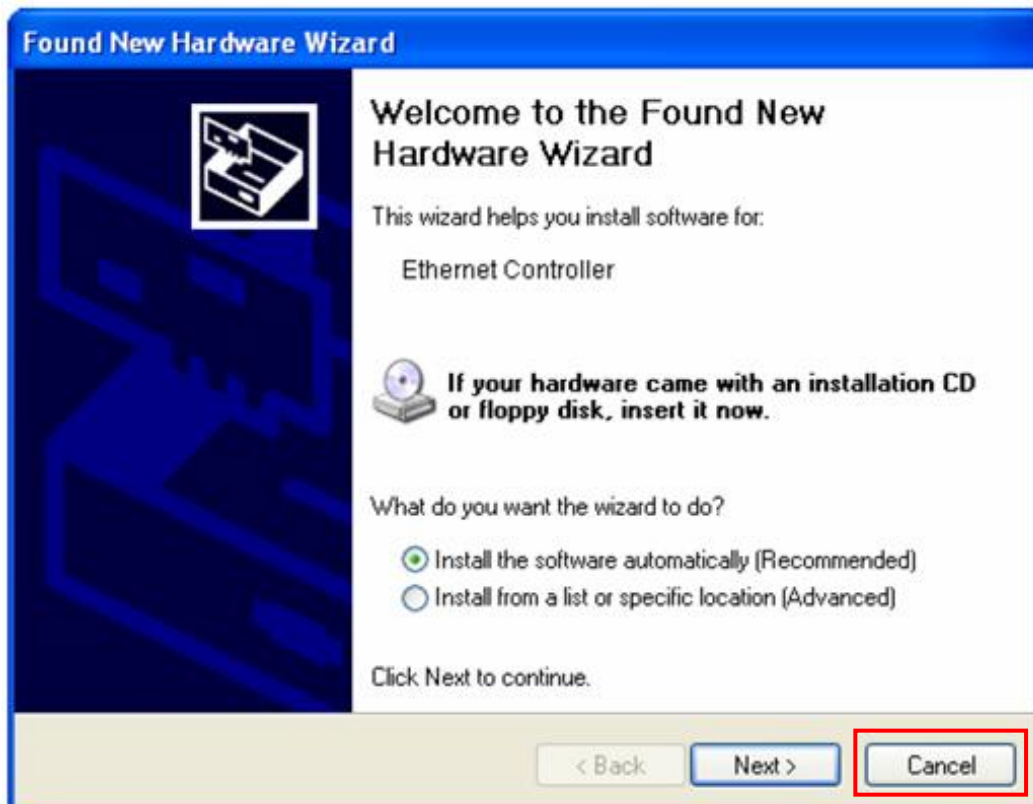 Found New Hardware Wizard
Welcome to the Found New
Hardware Wizard
This wizard helps you install software for:
Ethernet Controller
If your hardware came with an installation CD
or floppy disk, insert it now.
What do you want the wizard to do?
Install the software automatically (Recommended)
Install from a list or specific location (Advanced)
Click Next to continue.
< Back Next > Cancel